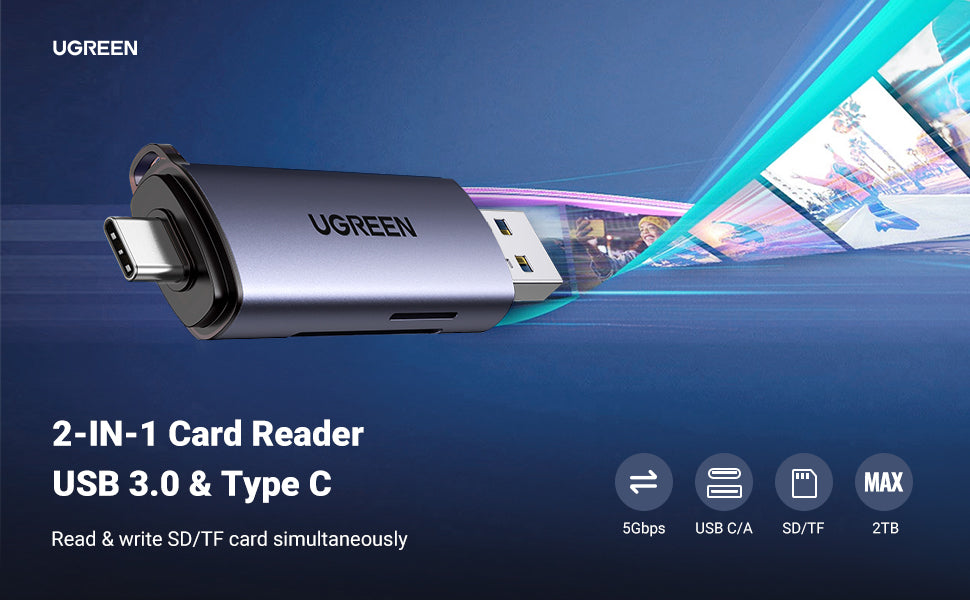 UGREEN
UGREEN
2-IN-1 Card Reader
USB 3.0 & Type C
Read & write SD/TF card simultaneously
5Gbps
USB C/A
SD/TF
MAX
2TB